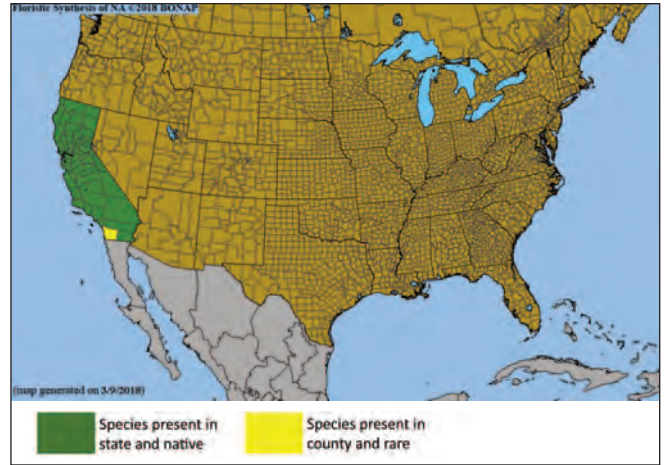 Floristic Synthesis of NA ©2018 BONAP
(map generated on 3/9/2018)
Species present in
state and native
Species present in
county and rare